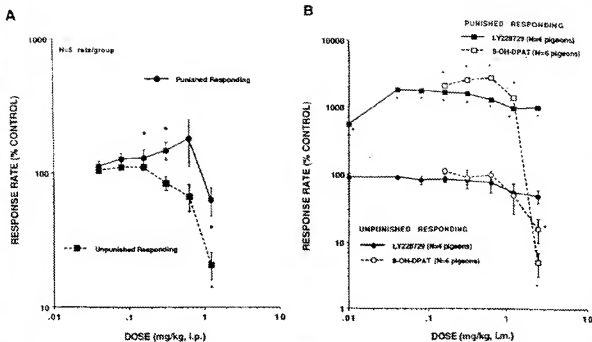 A
N=5 rats/group
Punished Responding
Unpunished Responding
RESPONSE RATE (% CONTROL)
1000
100
10
.01
.1
1
10
DOSE (mg/kg, i.p.)
B
PUNISHED RESPONDING
LY228729 (N=4 pigeons)
8-OH-DPAT (N=6 pigeons)
RESPONSE RATE (% CONTROL)
10000
1000
100
10
1
UNPUNISHED RESPONDING
LY228729 (N=4 pigeons)
8-OH-DPAT (N=6 pigeons)
.01
.1
1
10
DOSE (mg/kg, i.m.)